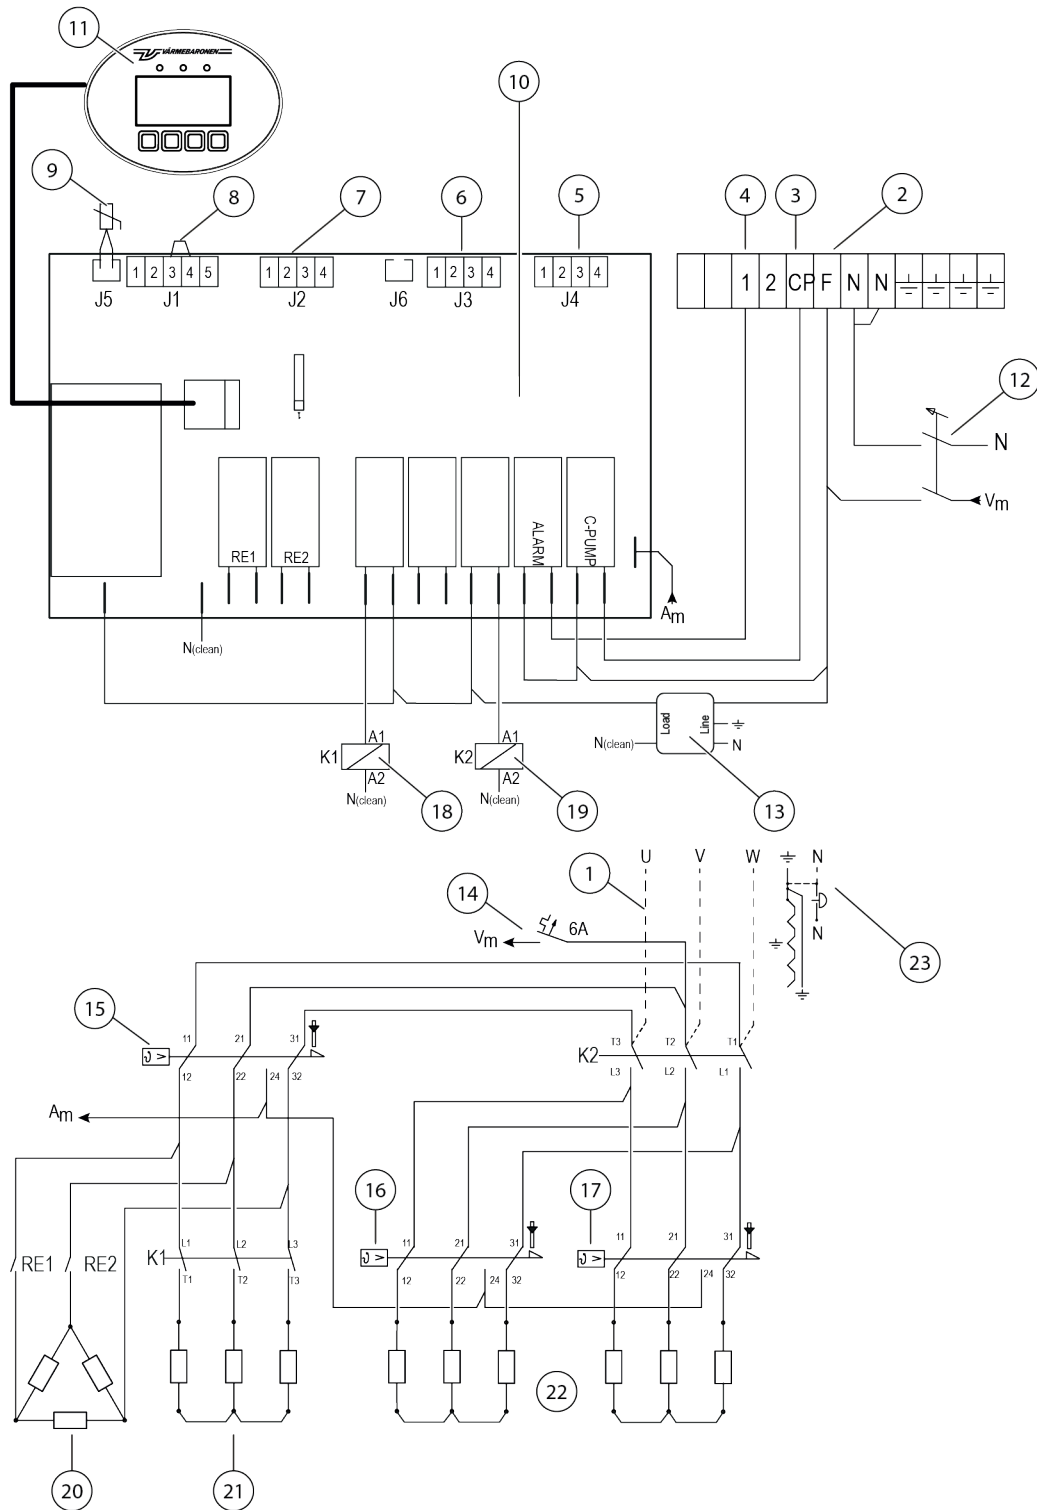 11
VÄRMEBARONEN
10
9
8
7
6
5
4
3
2
1 2 3 4 5
1 2 3 4
1 2 3 4
1 2 3 4
J5
J1
J2
J6
J3
J4
1 2 CP F N N
12
N
Vm
RE1
RE2
ALARM
C-PUMP
Am
N(clean)
Load
Line
N(clean)
N
K1
A1
A2
N(clean)
18
K2
A1
A2
N(clean)
19
13
U
V
W
N
1
14
Vm
6A
N
23
15
11
21
31
12
22
24
32
K2
T3
T2
T1
L3
L2
L1
Am
16
17
11
21
31
11
21
31
12
22
24
32
12
22
24
32
RE1
RE2
K1
L1
L2
L3
T1
T2
T3
22
20
21